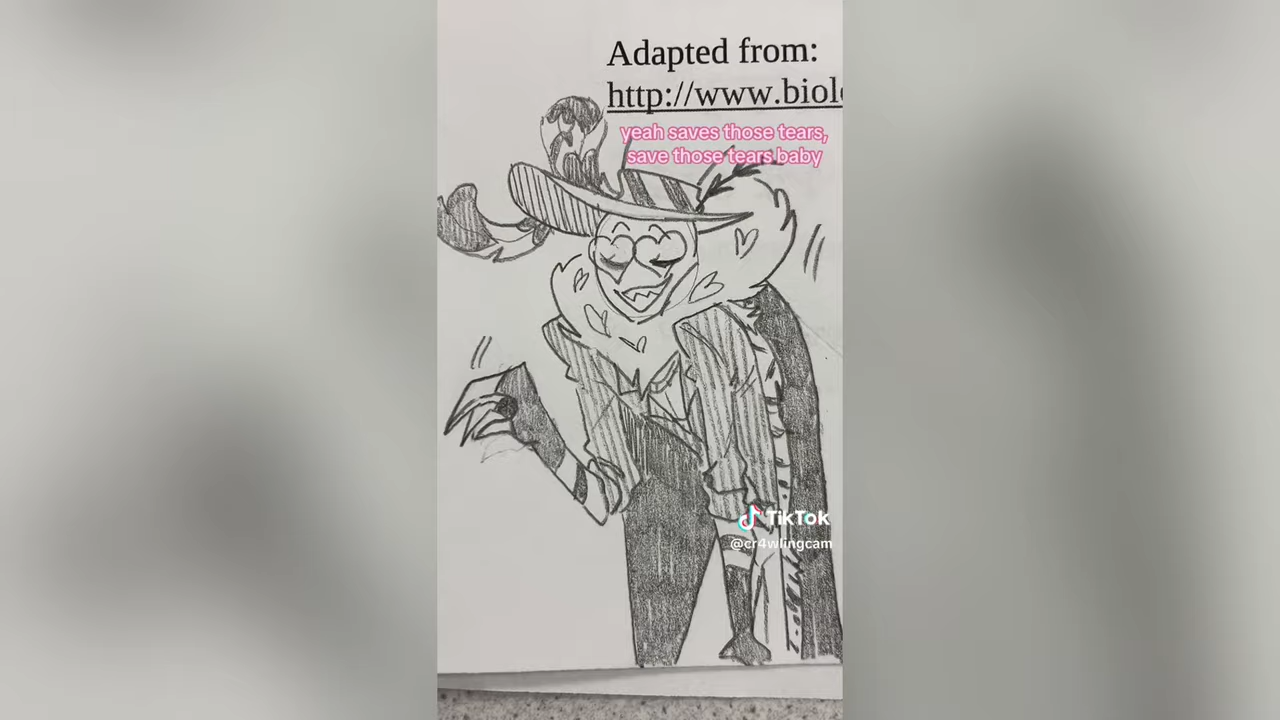 Adapted from:
http://www.biol
yeah saves those tears,
save those tears baby
TikTok
@cr4wlingcam